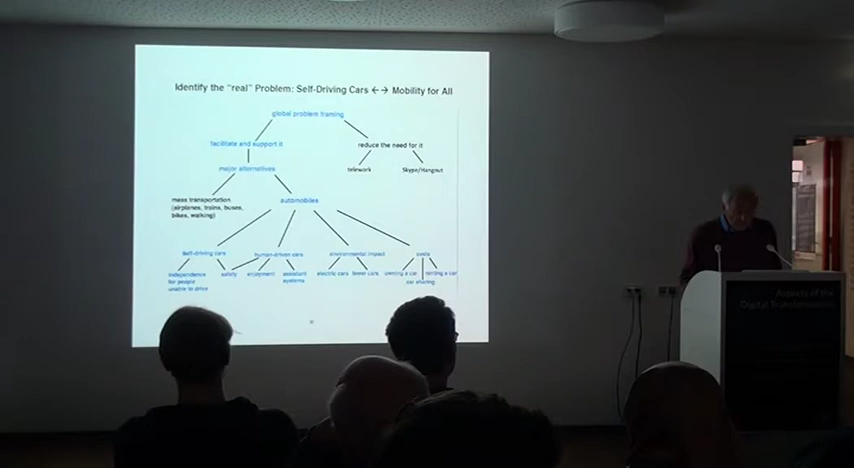 Identify the "real" Problem: Self-Driving Cars ←→ Mobility for All
global problem framing
facilitate and support it
reduce the need for it
major alternatives
telework
Skype/Hangout
mass transportation
(airplanes, trains, buses,
bikes, walking)
automobiles
Self-driving cars
human-driven cars
environmental impact
costs
independence
for people
unable to drive
safety
enjoyment
assistant
systems
electric cars
fewer cars
owning a car
renting a car
car sharing
Aspects of the
Digital Transformation